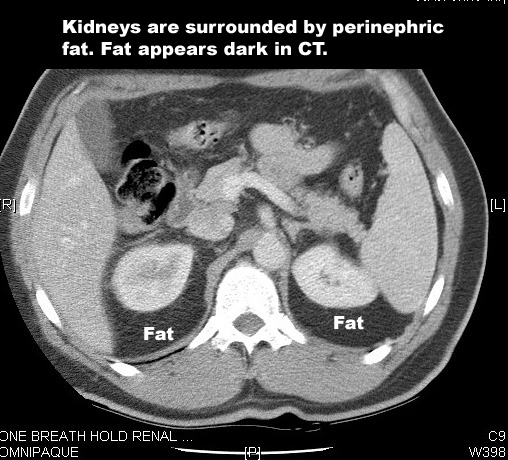 Kidneys are surrounded by perinephric
fat. Fat appears dark in CT.
[R]
[L]
Fat
Fat
ONE BREATH HOLD RENAL ...
C9
OMNIPAQUE
[P]
W398